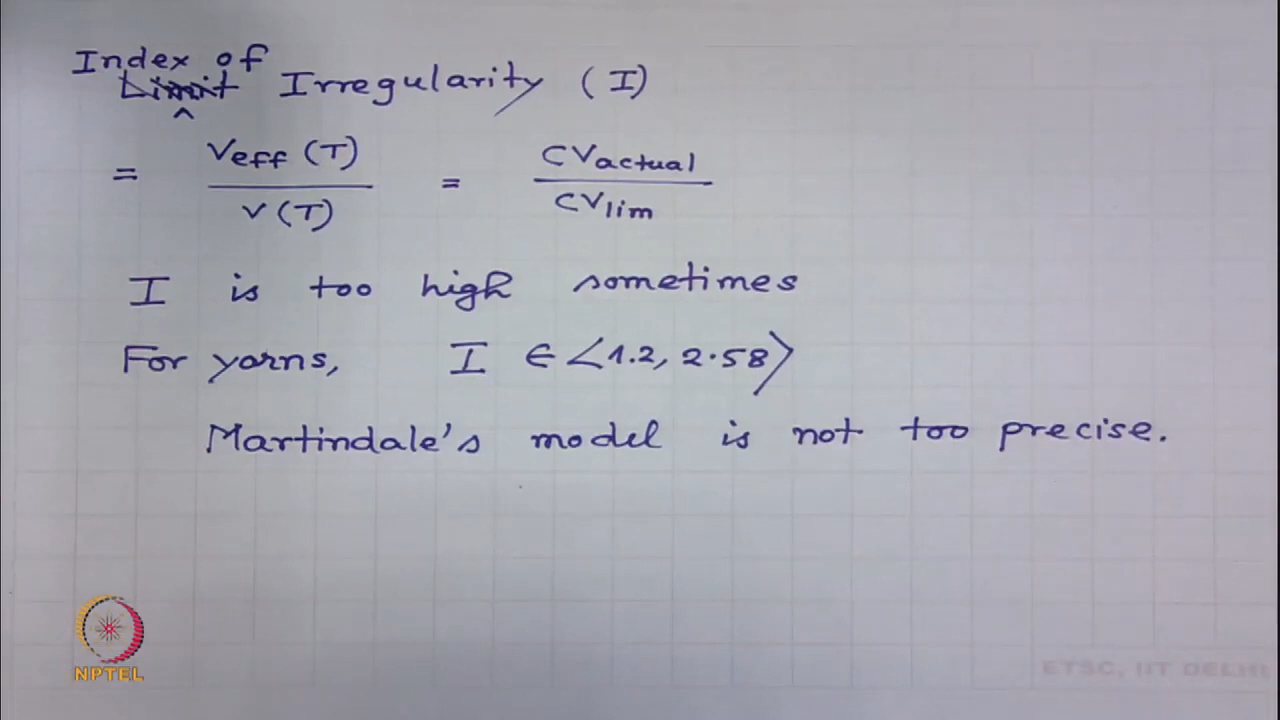 Index of
Limit Irregularity (I)
= Veff (T) / V (T) = CVactual / CVlim
I is too high sometimes
For yarns, I ∈ <1.2, 2.58>
Martindale's model is not too precise.
NPTEL
ETSC, IIT DELHI